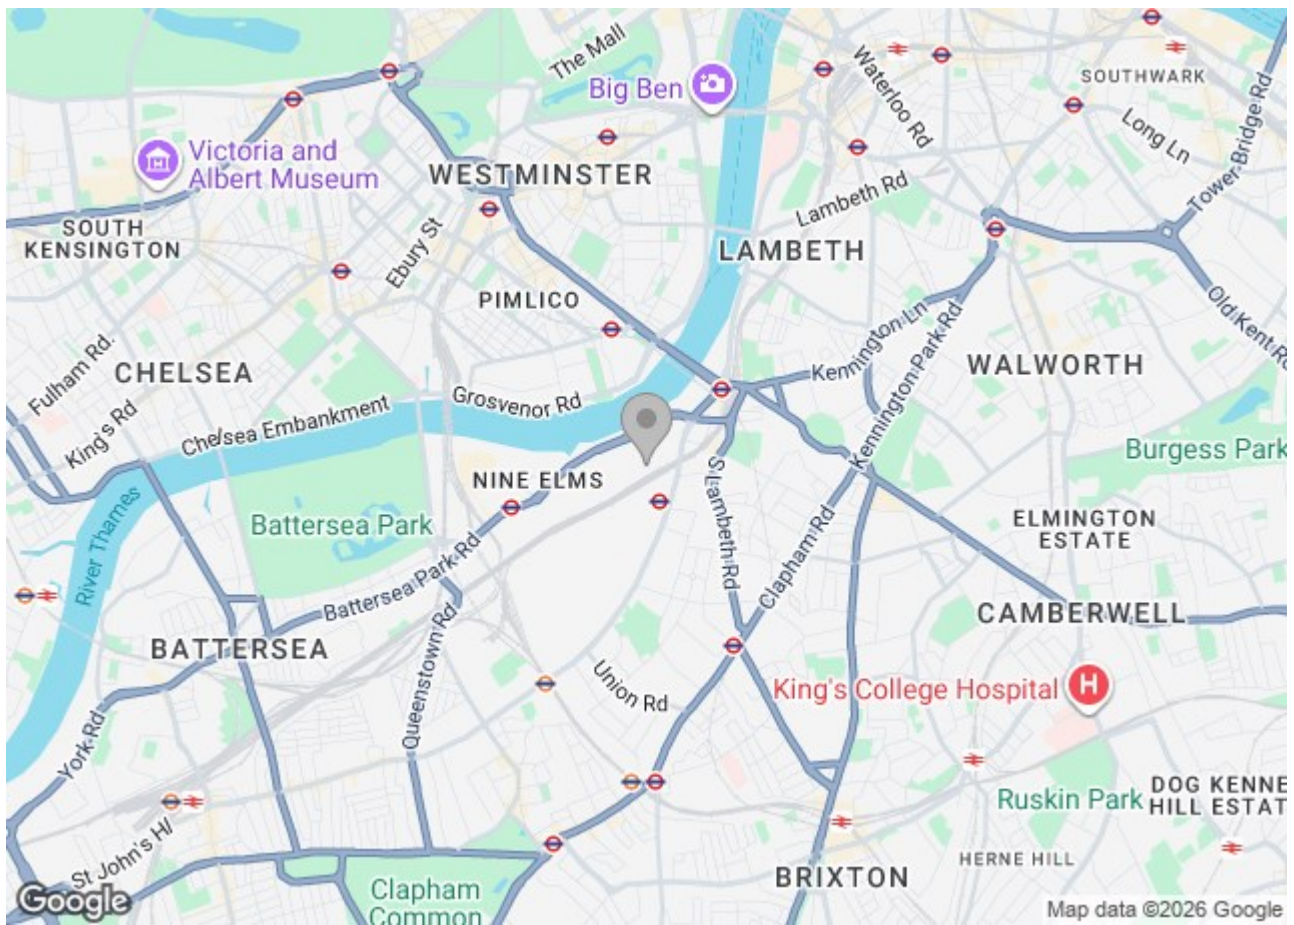 The Mall
Big Ben
Waterloo Rd
SOUTHWARK
Long Ln
Tower Bridge Rd
Victoria and
Albert Museum
WESTMINSTER
Lambeth Rd
SOUTH
KENSINGTON
Ebury St
LAMBETH
PIMLICO
Old Kent Rd
Kennington Ln
Kennington Park Rd
WALWORTH
Fulham Rd.
CHELSEA
King's Rd
Chelsea Embankment
Grosvenor Rd
Burgess Park
NINE ELMS
S Lambeth Rd
Clapham Rd
Battersea Park
ELMINGTON
ESTATE
River Thames
Battersea Park Rd
CAMBERWELL
BATTERSEA
Queenstown Rd
Union Rd
King's College Hospital
H
York Rd
Ruskin Park
DOG KENNE
HILL ESTAT
St John's Hl
HERNE HILL
BRIXTON
Clapham
Common
Google
Map data ©2026 Google